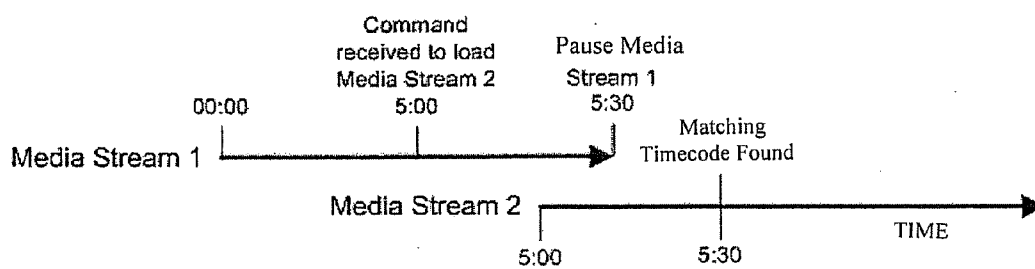 Command
received to load
Media Stream 2
5:00
Pause Media
Stream 1
5:30
00:00
Media Stream 1
Matching
Timecode Found
Media Stream 2
5:00
5:30
TIME